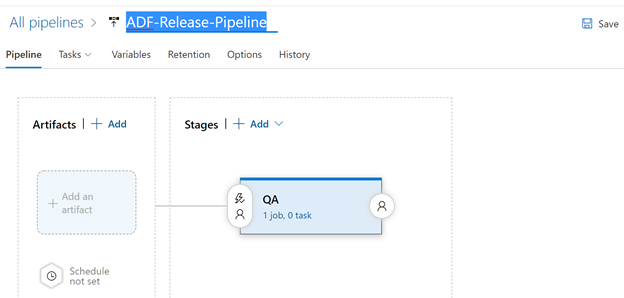 All pipelines > ADF-Release-Pipeline
Save
Pipeline Tasks Variables Retention Options History
Artifacts | + Add
Stages | + Add
+ Add an
artifact
QA
1 job, 0 task
Schedule
not set